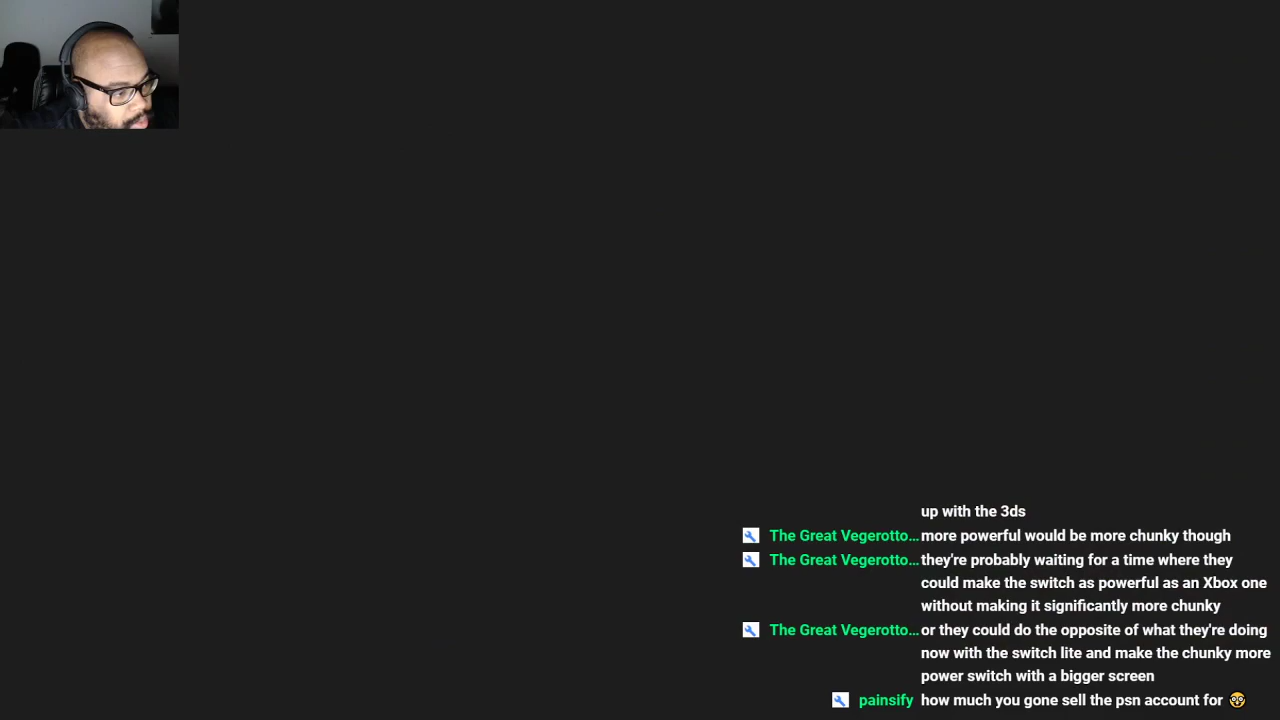 up with the 3ds
The Great Vegerotto... more powerful would be more chunky though
The Great Vegerotto... they're probably waiting for a time where they
could make the switch as powerful as an Xbox one
without making it significantly more chunky
The Great Vegerotto... or they could do the opposite of what they're doing
now with the switch lite and make the chunky more
power switch with a bigger screen
painsify how much you gone sell the psn account for 🤓